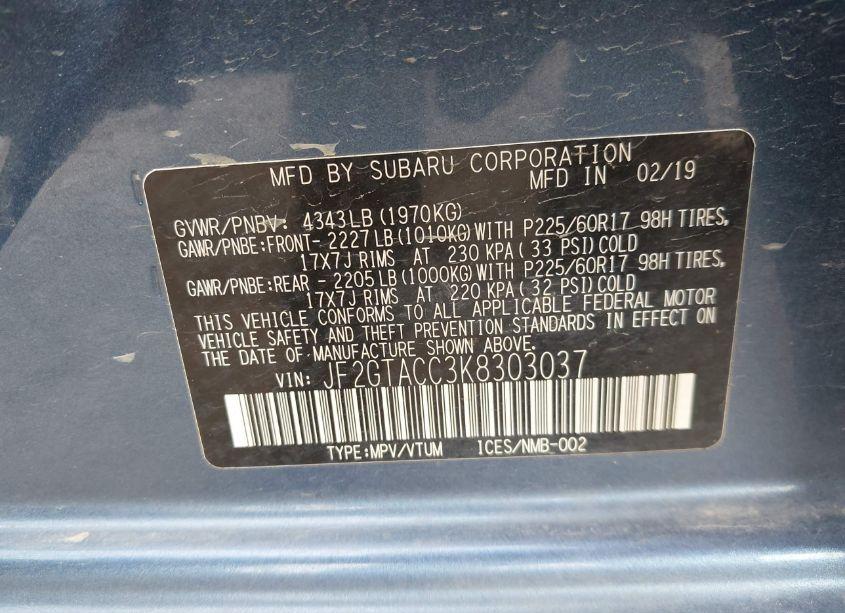 MFD BY SUBARU CORPORATION
MFD IN 02/19
GVWR/PNBV: 4343LB (1970KG)
GAWR/PNBE:FRONT- 2227 LB (1010KG) WITH P225/60R17 98H TIRES,
17X7J RIMS AT 230 KPA ( 33 PSI) COLD
GAWR/PNBE:REAR - 2205 LB (1000KG) WITH P225/60R17 98H TIRES,
17X7J RIMS AT 220 KPA ( 32 PSI) COLD
THIS VEHICLE CONFORMS TO ALL APPLICABLE FEDERAL MOTOR
VEHICLE SAFETY AND THEFT PREVENTION STANDARDS IN EFFECT ON
THE DATE OF MANUFACTURE SHOWN ABOVE.
VIN: JF2GTACC3K8303037
TYPE:MPV/VTUM ICES/NMB-002